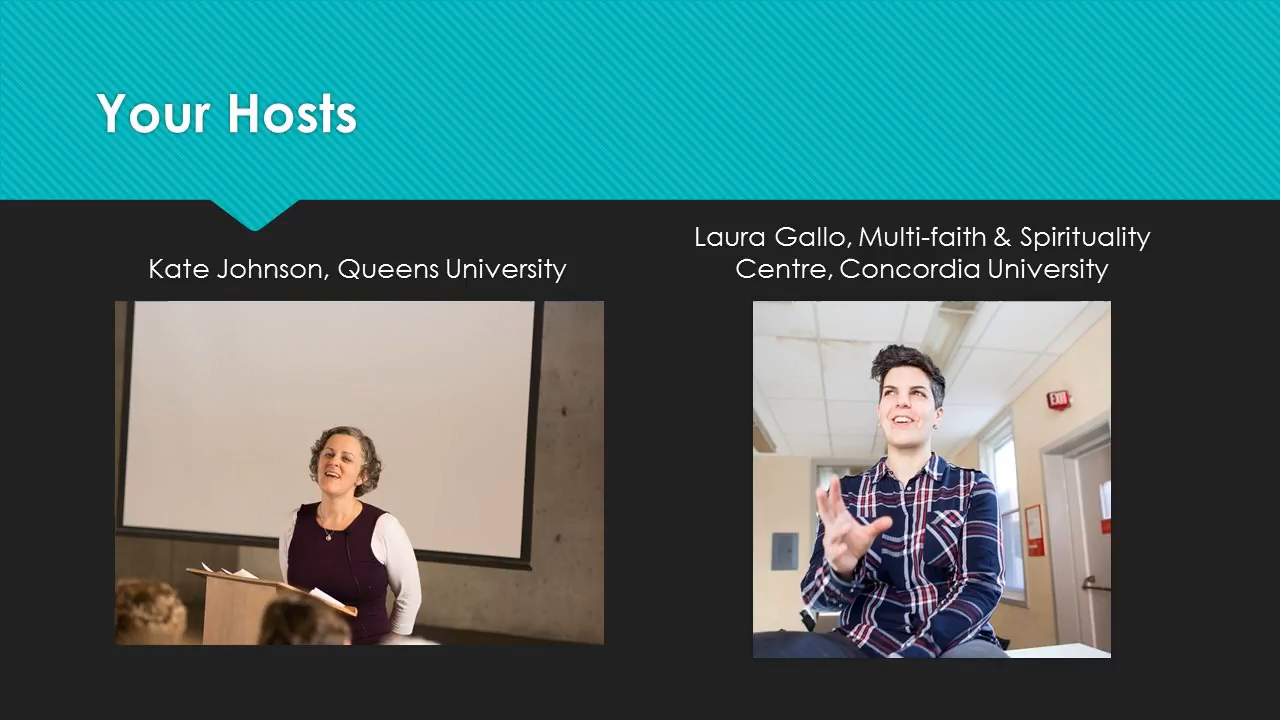 Your Hosts
Kate Johnson, Queens University
Laura Gallo, Multi-faith & Spirituality
Centre, Concordia University
EXIT